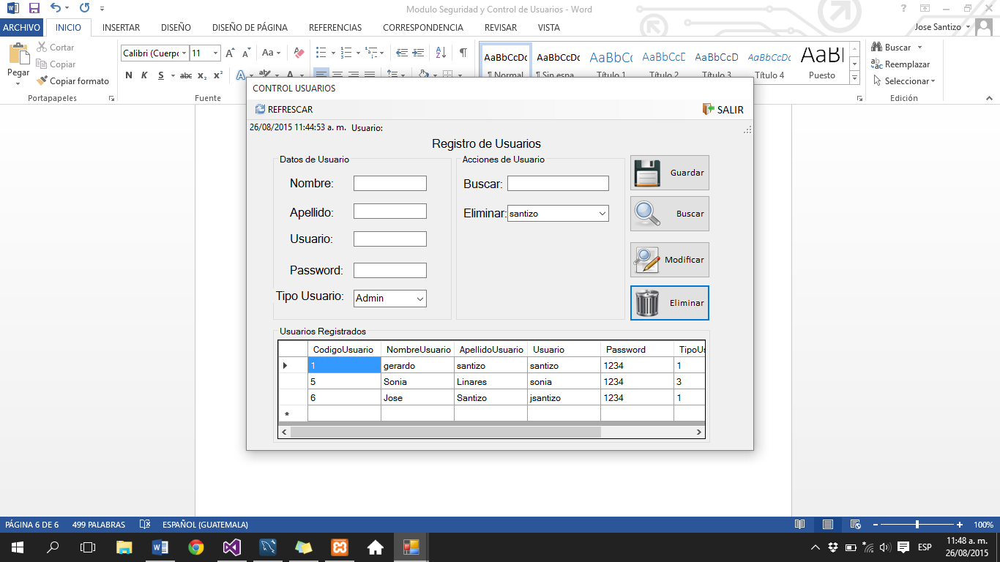 Modulo Seguridad y Control de Usuarios - Word
ARCHIVO INICIO INSERTAR DISEÑO DISEÑO DE PÁGINA REFERENCIAS CORRESPONDENCIA REVISAR VISTA Jose Santizo
Pegar
Cortar
Copiar
Copiar formato
Portapapeles
Calibri (Cuerpo 11
Aa
N K S abc x₂ x²
Fuente
AaBbCcDc AaBbCcDc AaBbCc AaBbCcD AaBbCcD AaBbCcDc AaBl
¶ Normal ¶ Sin espa... Título 1 Título 2 Título 3 Título 4 Puesto
Buscar
Reemplazar
Seleccionar
Edición
CONTROL USUARIOS
REFRESCAR SALIR
26/08/2015 11:44:53 a. m. Usuario:
Registro de Usuarios
Datos de Usuario
Nombre:
Apellido:
Usuario:
Password:
Tipo Usuario: Admin
Acciones de Usuario
Buscar:
Eliminar: santizo
Guardar
Buscar
Modificar
Eliminar
Usuarios Registrados
CodigoUsuario NombreUsuario ApellidoUsuario Usuario Password TipoUs
1 gerardo santizo santizo 1234 1
5 Sonia Linares sonia 1234 3
6 Jose Santizo jsantizo 1234 1
*
PÁGINA 6 DE 6 499 PALABRAS ESPAÑOL (GUATEMALA) 100%
ESP
11:48 a. m.
26/08/2015